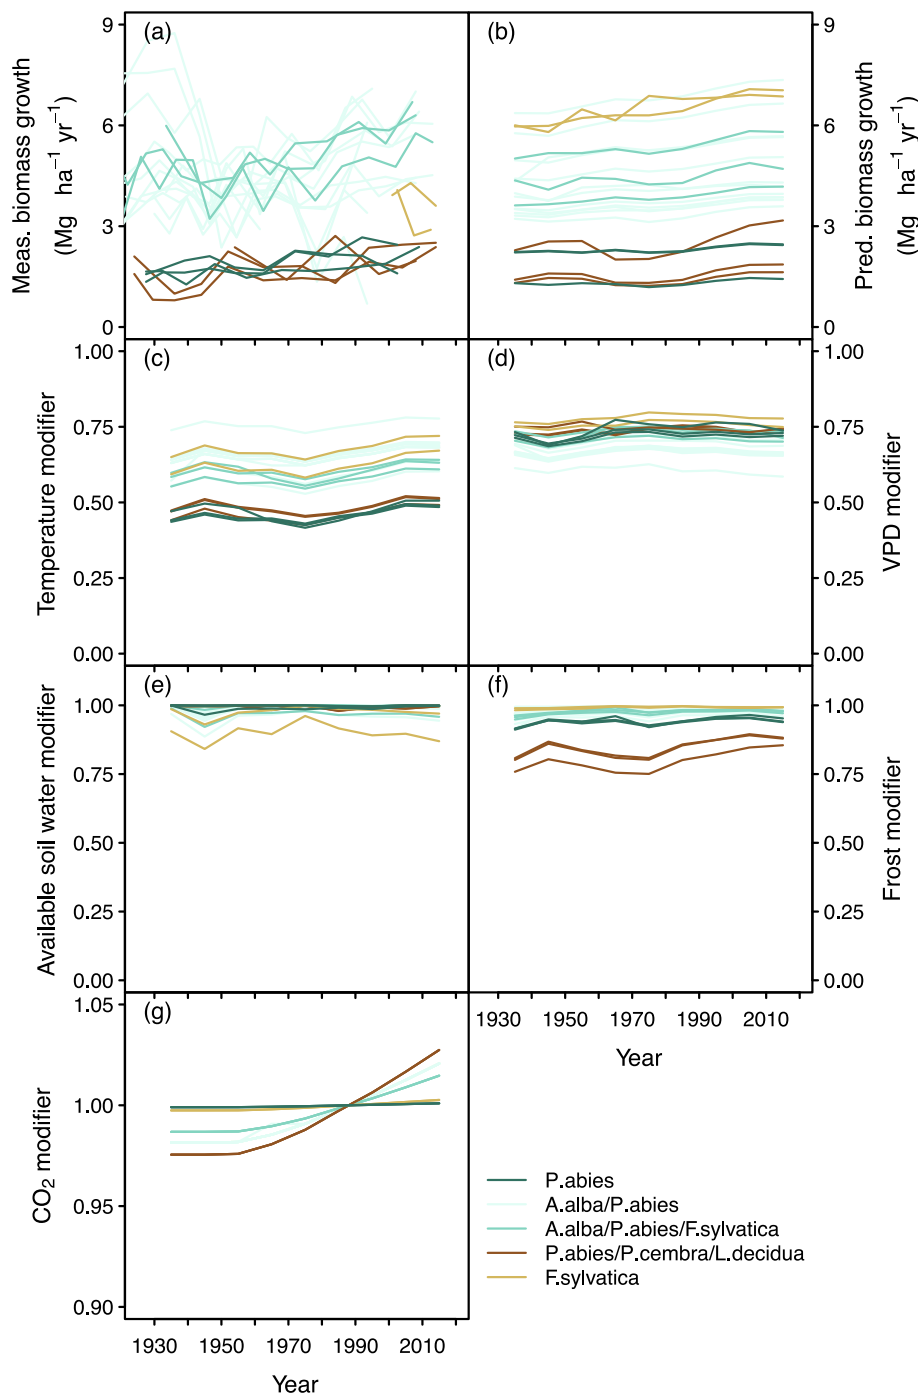 (a)
(b)
9
6
3
0
Meas. biomass growth
(Mg ha⁻¹ yr⁻¹)
9
6
3
0
Pred. biomass growth
(Mg ha⁻¹ yr⁻¹)
(c)
(d)
1.00
0.75
0.50
0.25
0.00
Temperature modifier
1.00
0.75
0.50
0.25
0.00
VPD modifier
(e)
(f)
1.00
0.75
0.50
0.25
0.00
Available soil water modifier
1.00
0.75
0.50
0.25
0.00
Frost modifier
(g)
1.05
1.00
0.95
0.90
CO₂ modifier
1930 1950 1970 1990 2010
Year
1930 1950 1970 1990 2010
Year
P.abies
A.alba/P.abies
A.alba/P.abies/F.sylvatica
P.abies/P.cembra/L.decidua
F.sylvatica